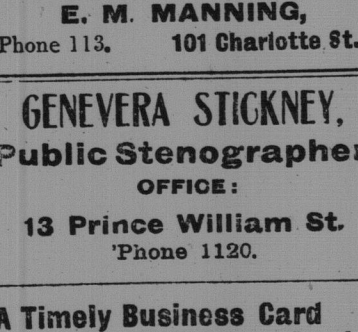 E. M. MANNING,
Phone 113. 101 Charlotte St.
GENEVERA STICKNEY,
Public Stenographer
OFFICE:
13 Prince William St.
'Phone 1120.
A Timely Business Card